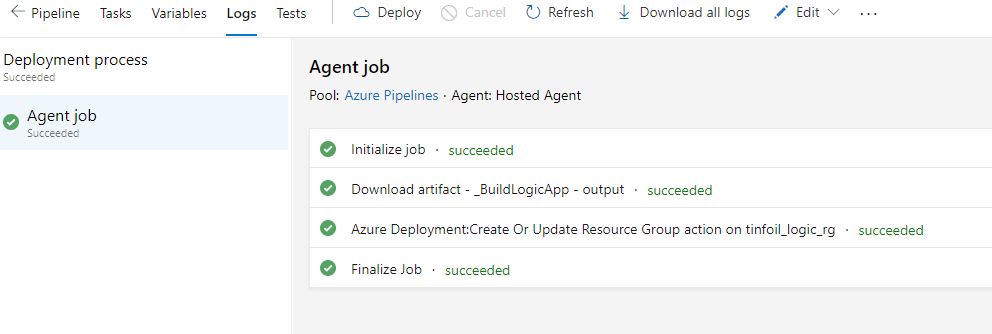 Pipeline Tasks Variables Logs Tests Deploy Cancel Refresh Download all logs Edit
Deployment process
Succeeded
Agent job
Succeeded
Agent job
Pool: Azure Pipelines · Agent: Hosted Agent
Initialize job · succeeded
Download artifact - _BuildLogicApp - output · succeeded
Azure Deployment:Create Or Update Resource Group action on tinfoil_logic_rg · succeeded
Finalize Job · succeeded